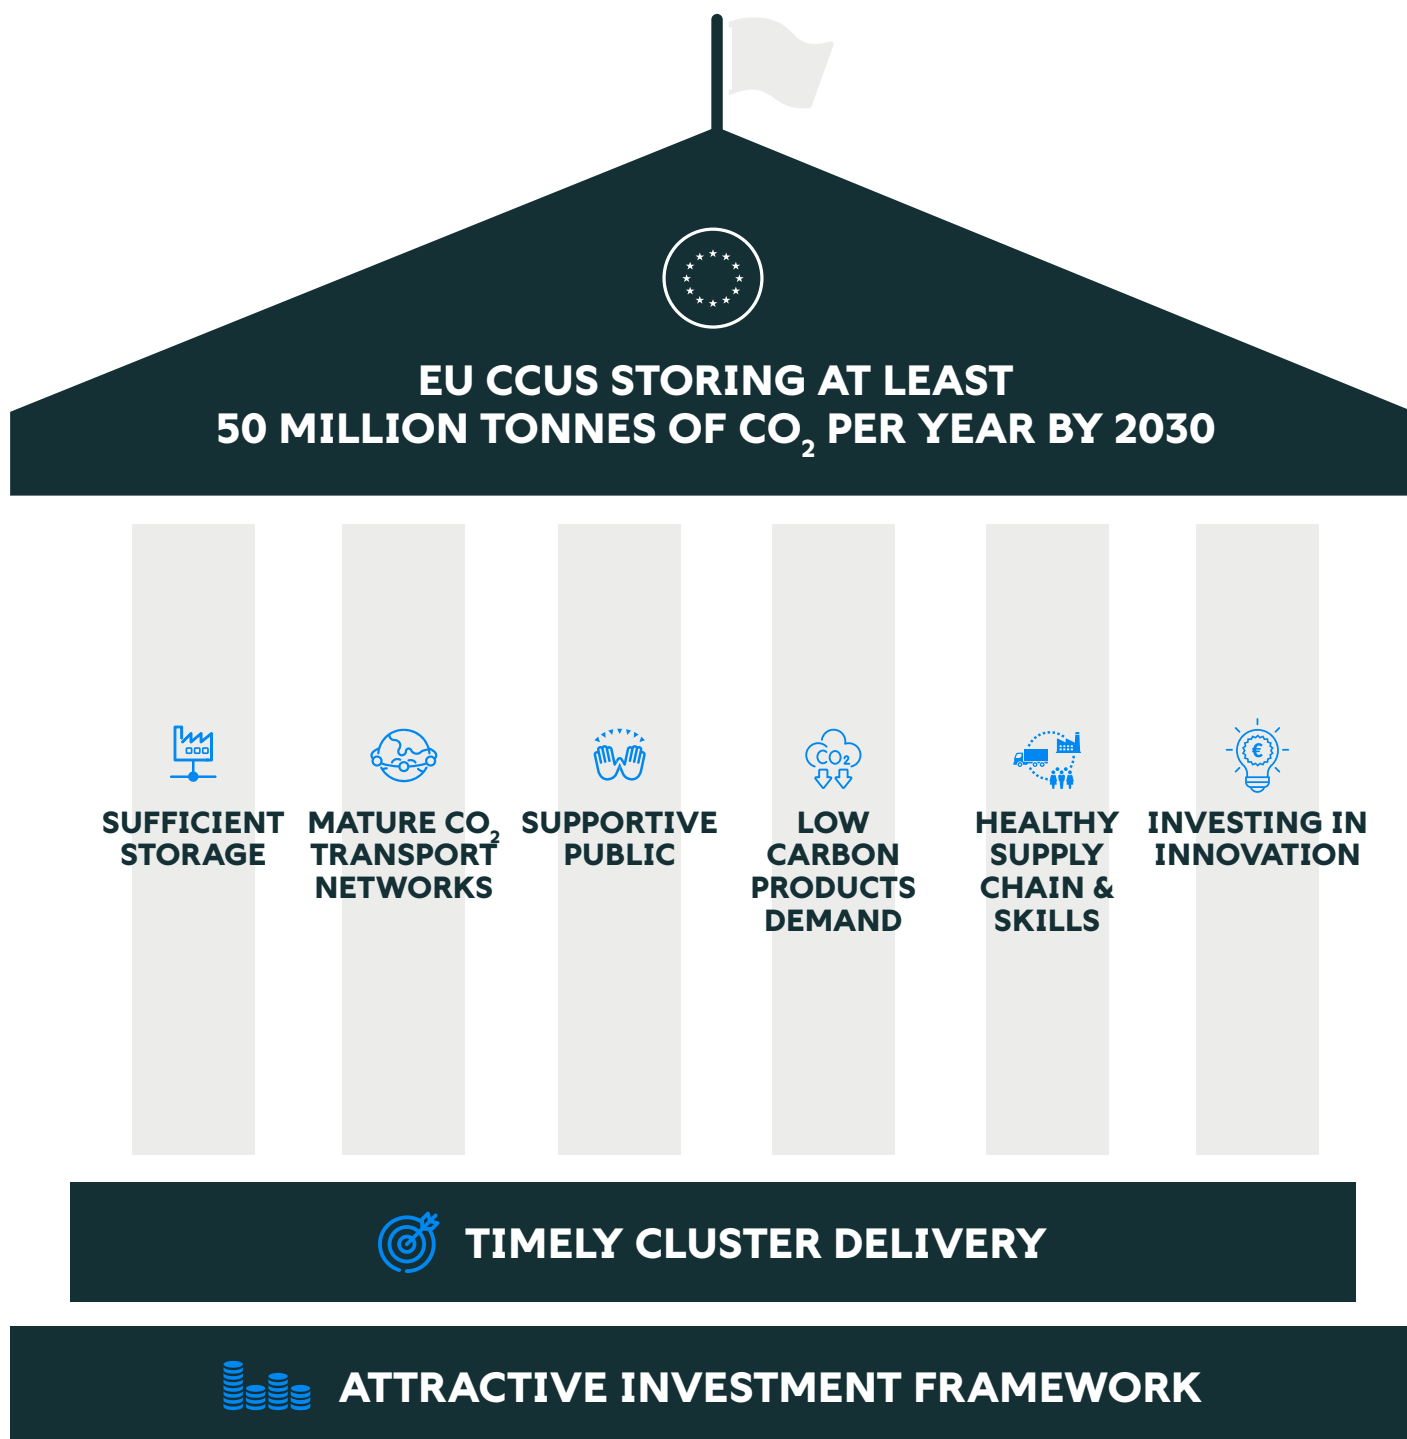 EU CCUS STORING AT LEAST
50 MILLION TONNES OF CO₂ PER YEAR BY 2030
SUFFICIENT
STORAGE
MATURE CO₂
TRANSPORT
NETWORKS
SUPPORTIVE
PUBLIC
CO₂
LOW
CARBON
PRODUCTS
DEMAND
HEALTHY
SUPPLY
CHAIN &
SKILLS
€
INVESTING IN
INNOVATION
TIMELY CLUSTER DELIVERY
ATTRACTIVE INVESTMENT FRAMEWORK